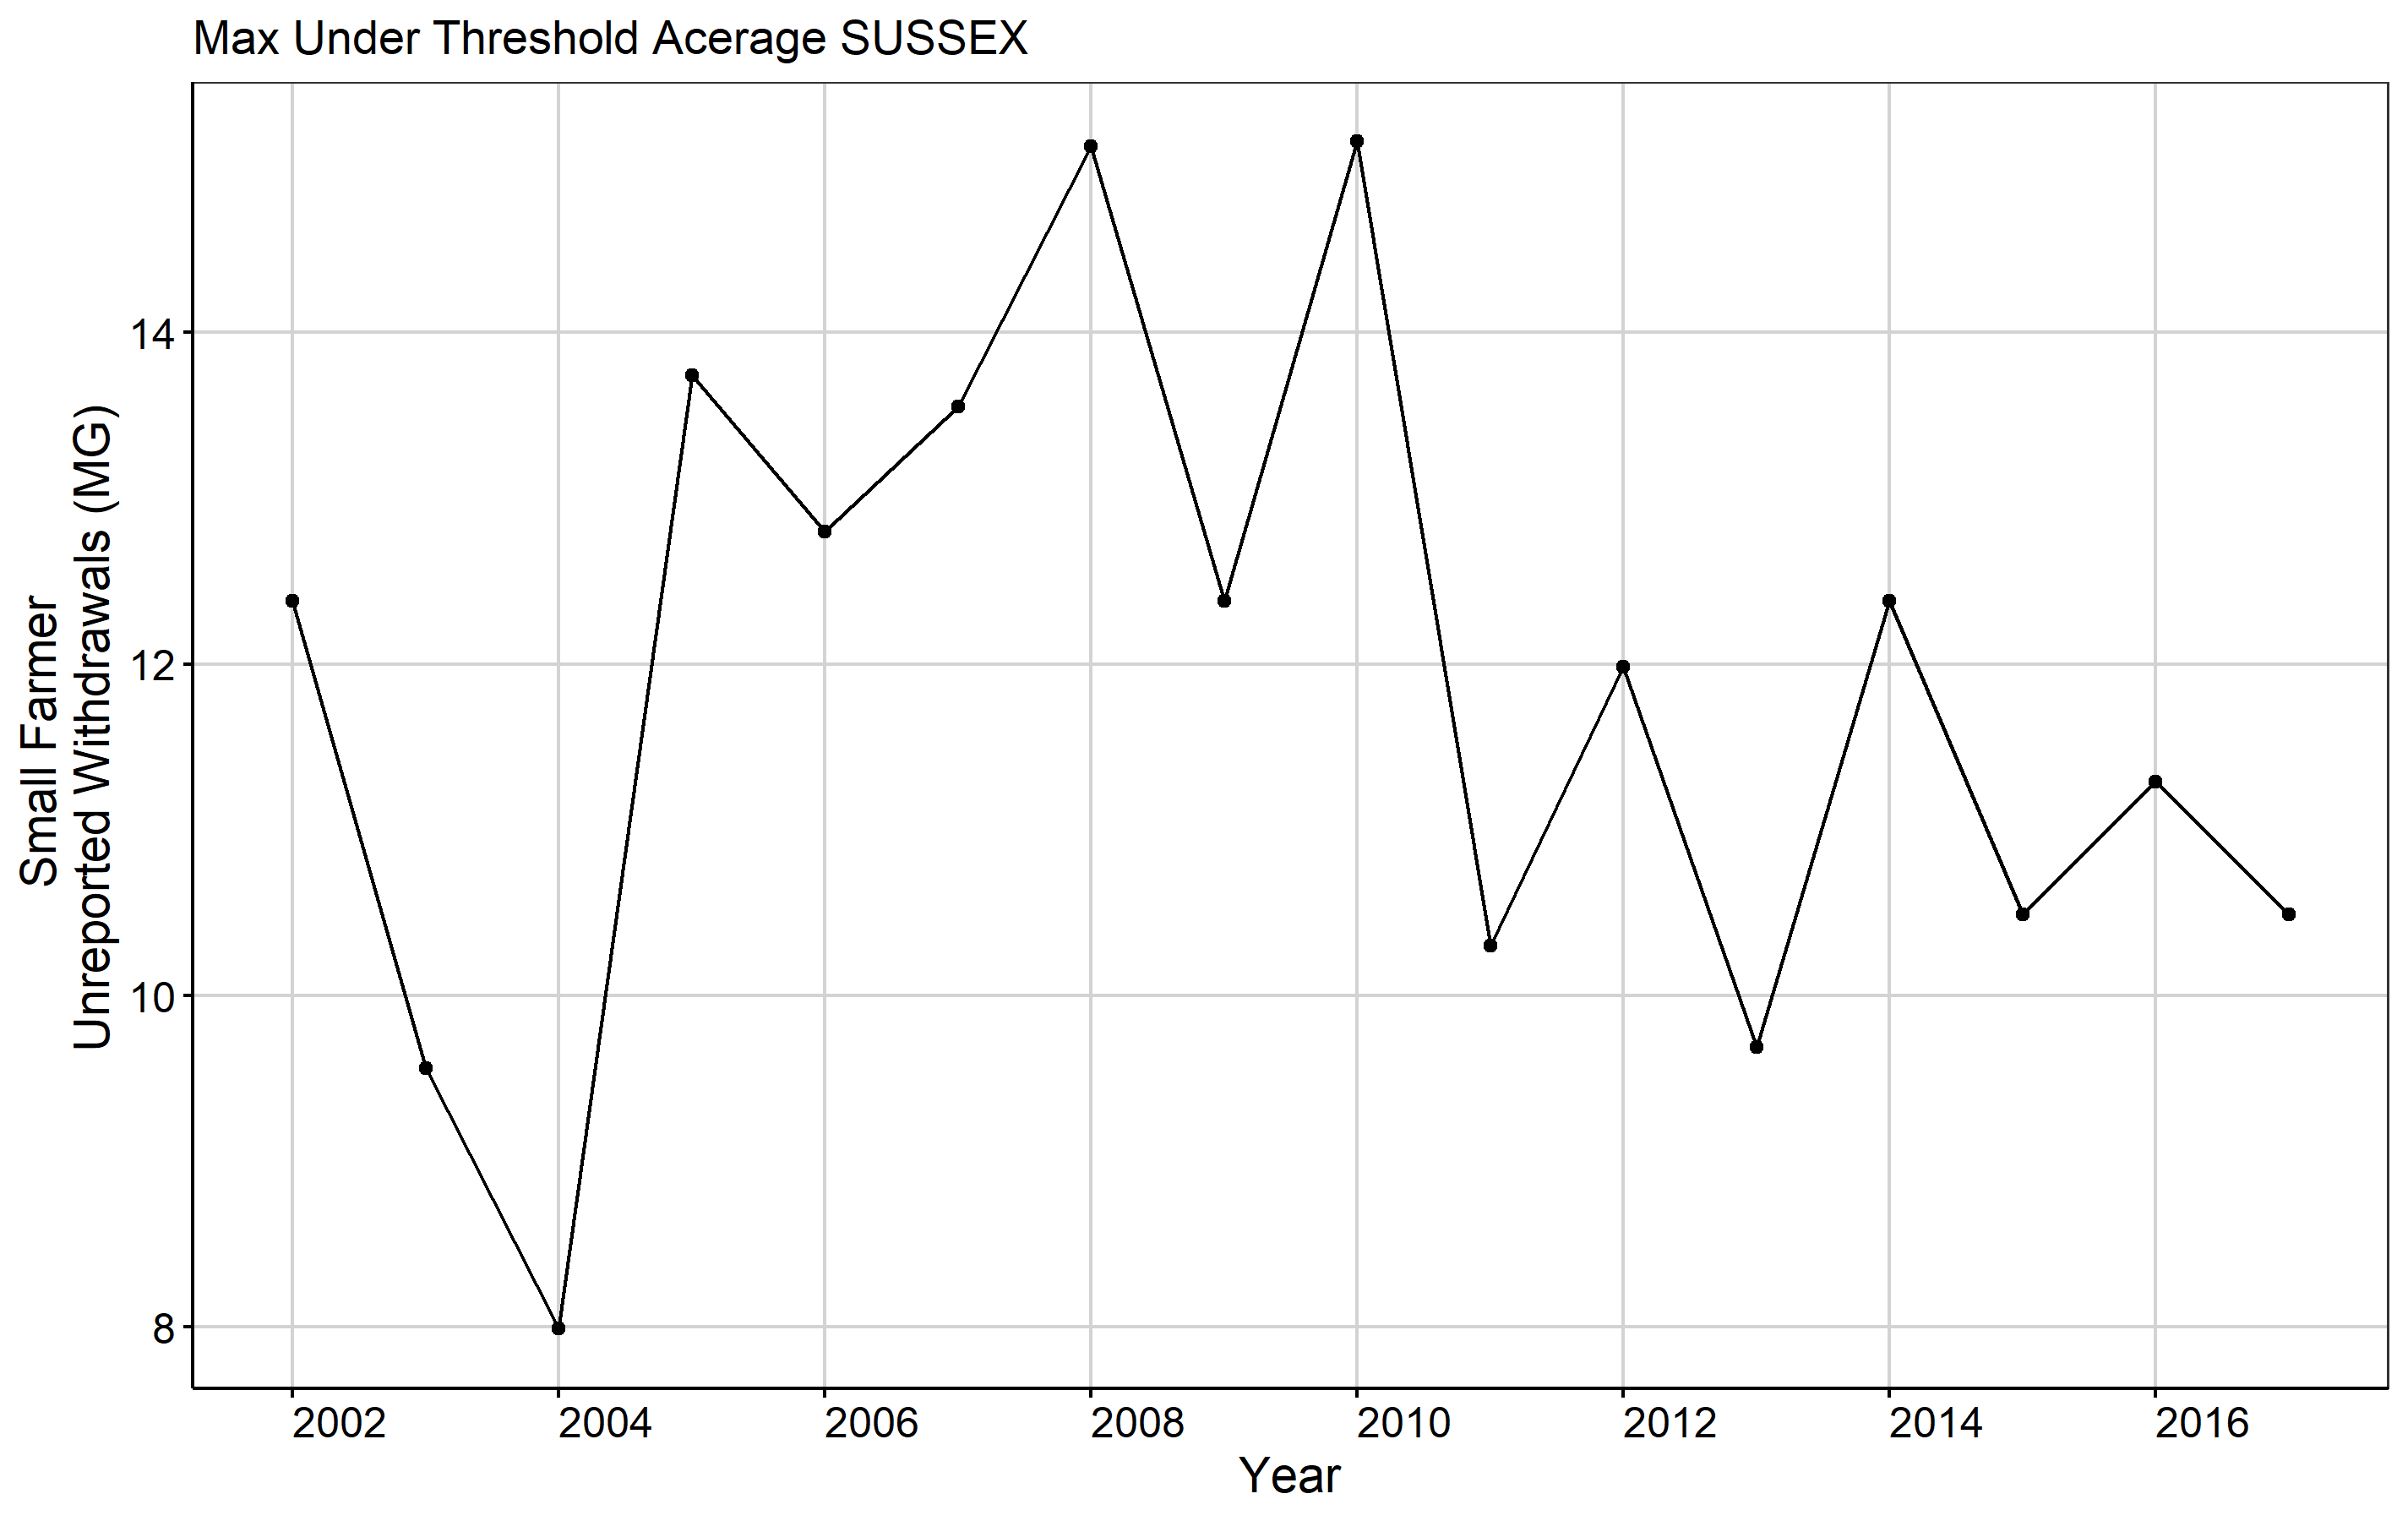 Max Under Threshold Acerage SUSSEX
Small Farmer
Unreported Withdrawals (MG)
14
12
10
8
2002 2004 2006 2008 2010 2012 2014 2016
Year